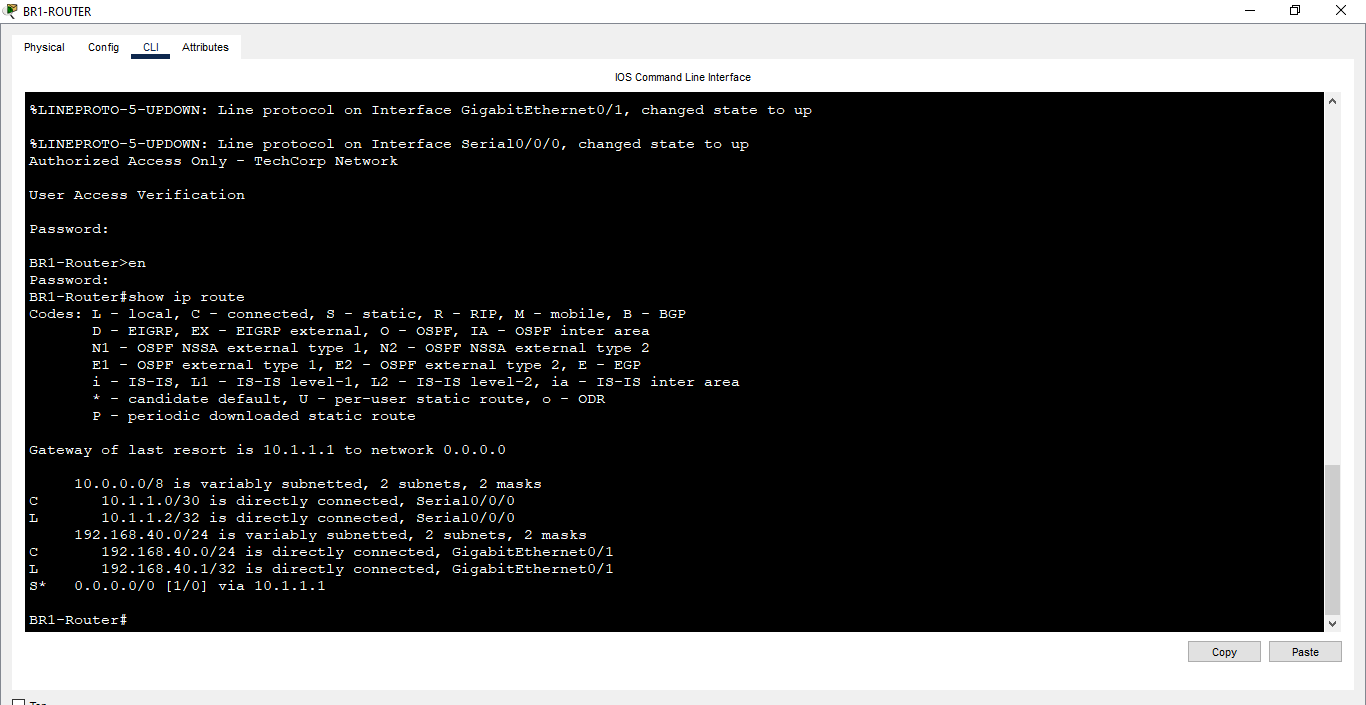 BR1-ROUTER
Physical Config CLI Attributes
IOS Command Line Interface
%LINEPROTO-5-UPDOWN: Line protocol on Interface GigabitEthernet0/1, changed state to up
%LINEPROTO-5-UPDOWN: Line protocol on Interface Serial0/0/0, changed state to up
Authorized Access Only - TechCorp Network
User Access Verification
Password:
BR1-Router>en
Password:
BR1-Router#show ip route
Codes: L - local, C - connected, S - static, R - RIP, M - mobile, B - BGP
D - EIGRP, EX - EIGRP external, O - OSPF, IA - OSPF inter area
N1 - OSPF NSSA external type 1, N2 - OSPF NSSA external type 2
E1 - OSPF external type 1, E2 - OSPF external type 2, E - EGP
i - IS-IS, L1 - IS-IS level-1, L2 - IS-IS level-2, ia - IS-IS inter area
* - candidate default, U - per-user static route, o - ODR
P - periodic downloaded static route
Gateway of last resort is 10.1.1.1 to network 0.0.0.0
10.0.0.0/8 is variably subnetted, 2 subnets, 2 masks
C 10.1.1.0/30 is directly connected, Serial0/0/0
L 10.1.1.2/32 is directly connected, Serial0/0/0
192.168.40.0/24 is variably subnetted, 2 subnets, 2 masks
C 192.168.40.0/24 is directly connected, GigabitEthernet0/1
L 192.168.40.1/32 is directly connected, GigabitEthernet0/1
S* 0.0.0.0/0 [1/0] via 10.1.1.1
BR1-Router#
Copy Paste